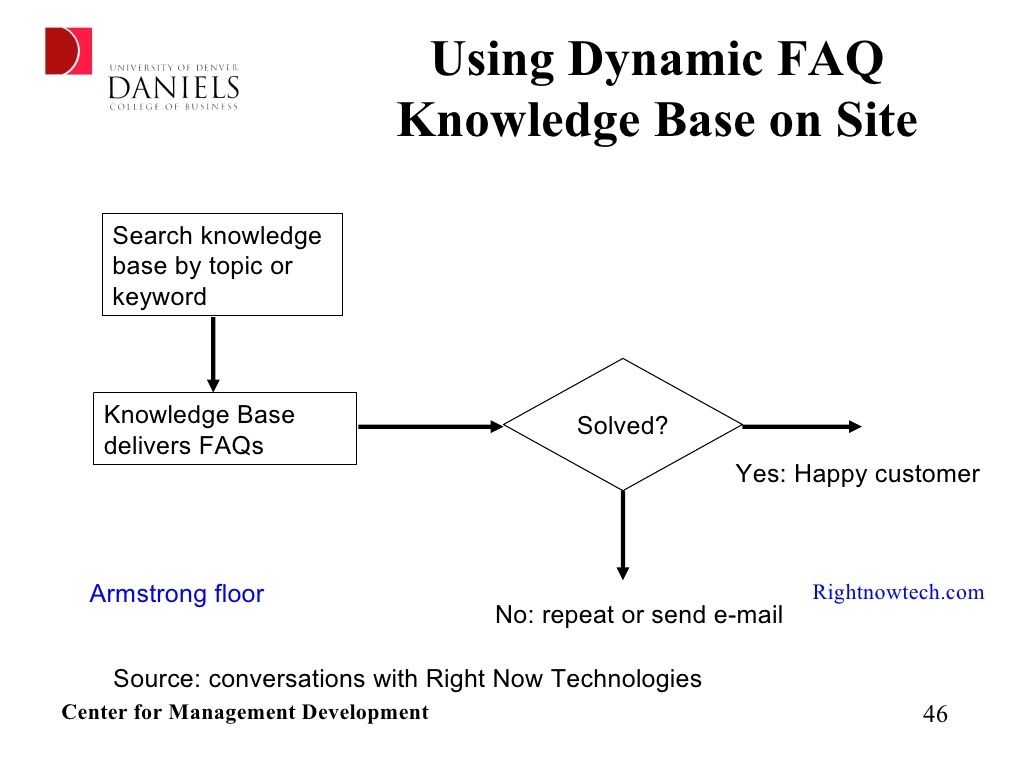 UNIVERSITY OF DENVER
DANIELS
COLLEGE OF BUSINESS
Using Dynamic FAQ
Knowledge Base on Site
Search knowledge
base by topic or
keyword
Knowledge Base
delivers FAQs
Solved?
Yes: Happy customer
Armstrong floor
No: repeat or send e-mail
Rightnowtech.com
Source: conversations with Right Now Technologies
Center for Management Development
46